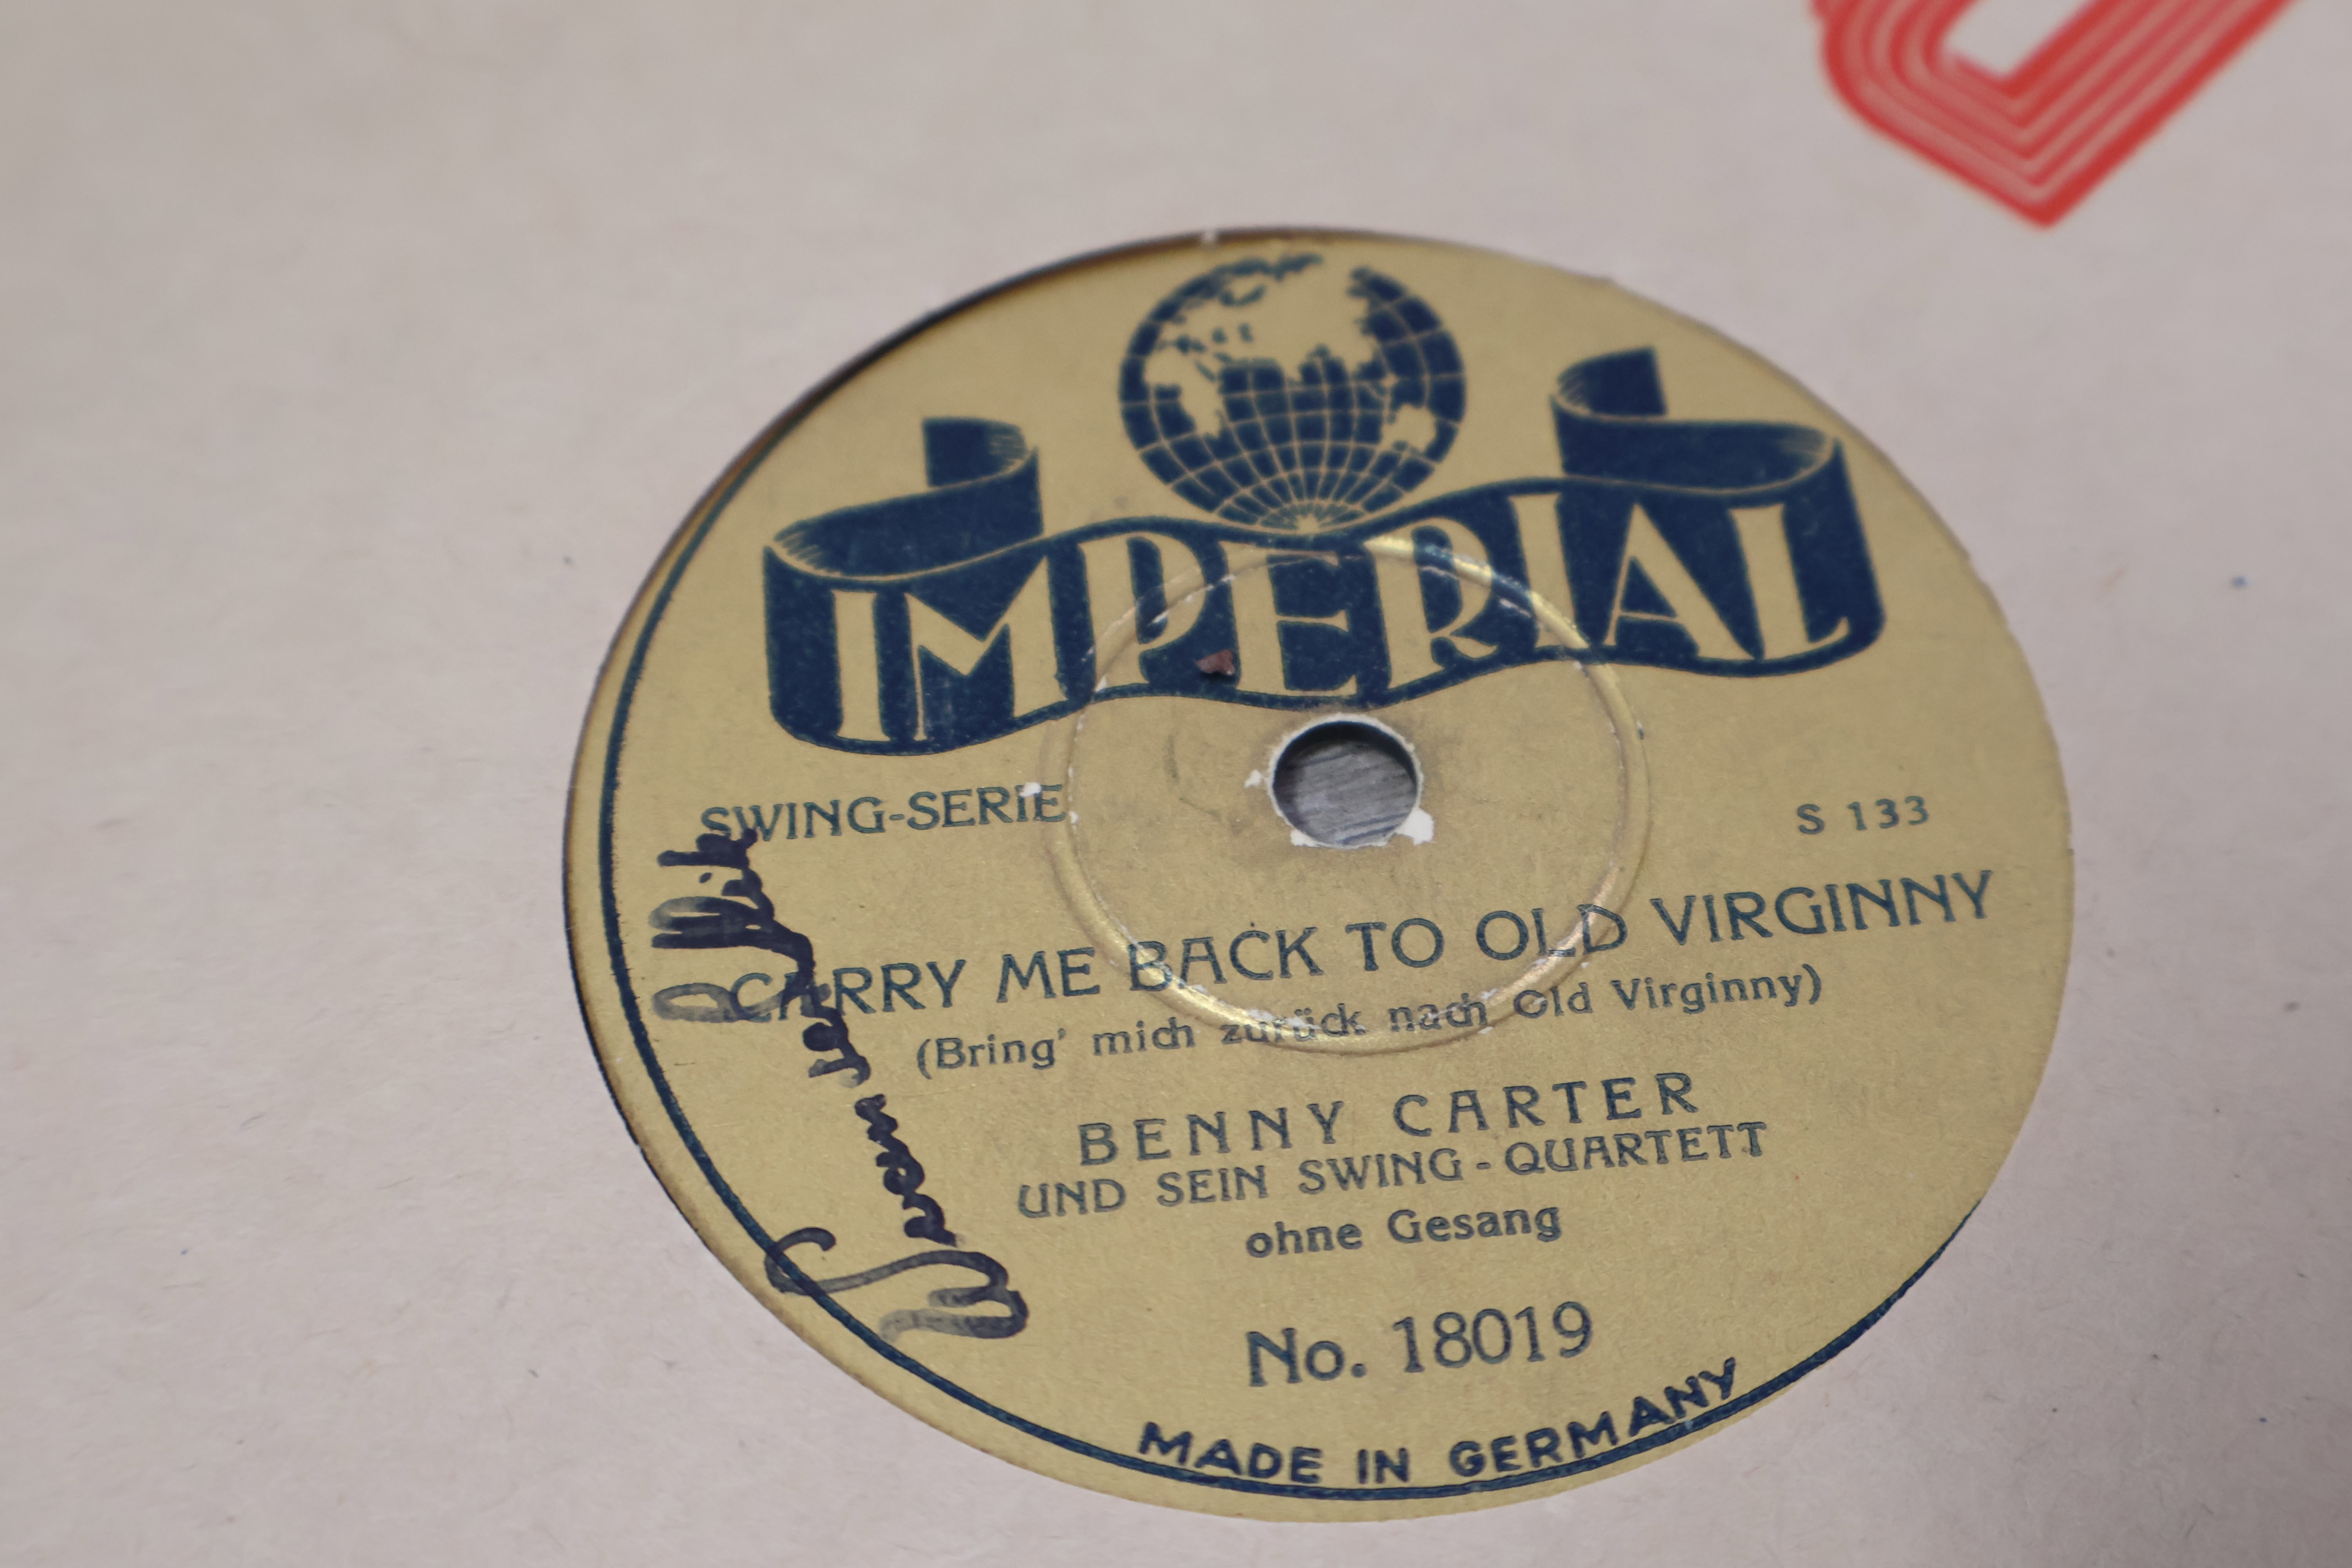 IMPERIAL
SWING-SERIE
S 133
CARRY ME BACK TO OLD VIRGINNY
(Bring' mich zurück nach Old Virginny)
BENNY CARTER
UND SEIN SWING-QUARTETT
ohne Gesang
No. 18019
MADE IN GERMANY